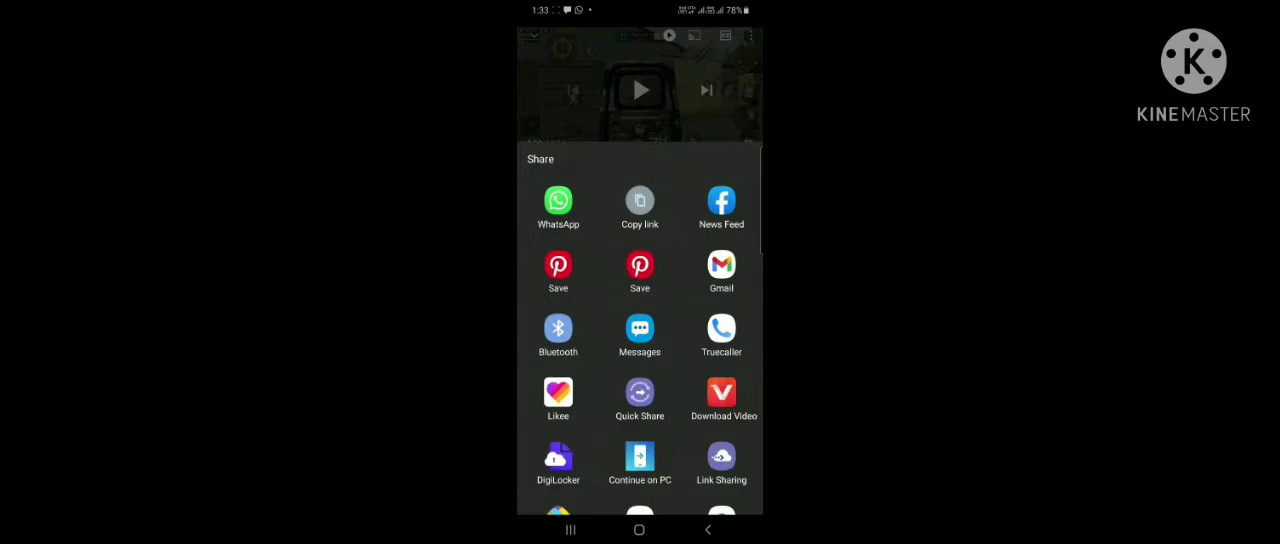 1:33
78%
KINEMASTER
Share
WhatsApp
Copy link
News Feed
Save
Save
Gmail
Bluetooth
Messages
Truecaller
Likee
Quick Share
Download Video
DigiLocker
Continue on PC
Link Sharing